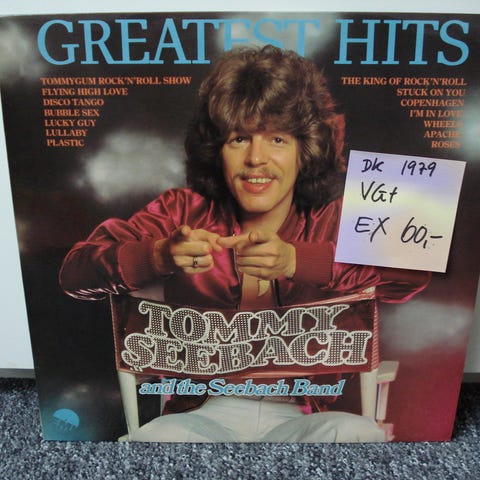 GREATEST HITS
TOMMYGUM ROCK'N'ROLL SHOW
FLYING HIGH LOVE
DISCO TANGO
BUBBLE SEX
LUCKY GUY
LULLABY
PLASTIC
THE KING OF ROCK'N'ROLL
STUCK ON YOU
COPENHAGEN
I'M IN LOVE
WHEELS
APACHE
ROSES
DK 1979
VG+
EX 60,-
TOMMY
SEEBACH
and the Seebach Band